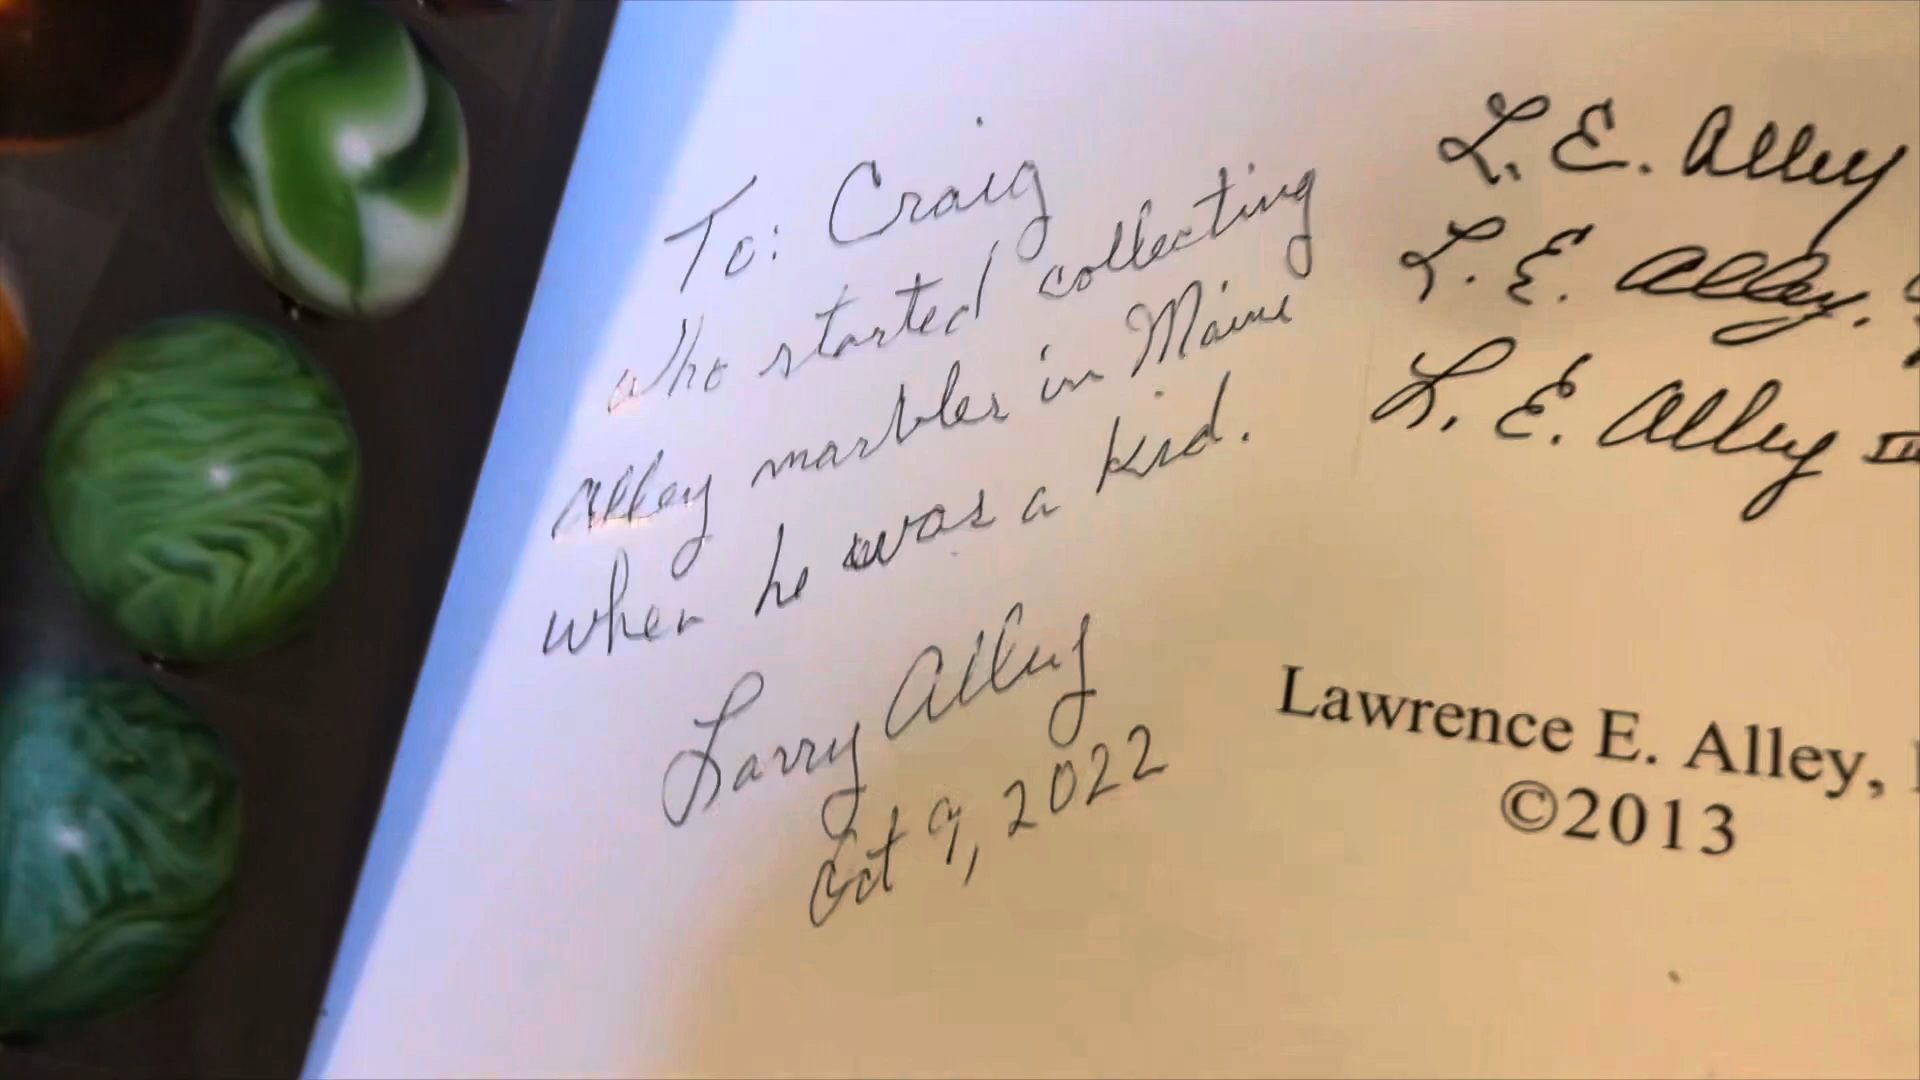 To: Craig
who started collecting
Alley marbles in Maine
when he was a kid.
Larry Alley
Oct 9, 2022
L. E. Alley
L. E. Alley.
L. E. Alley III
Lawrence E. Alley,
©2013